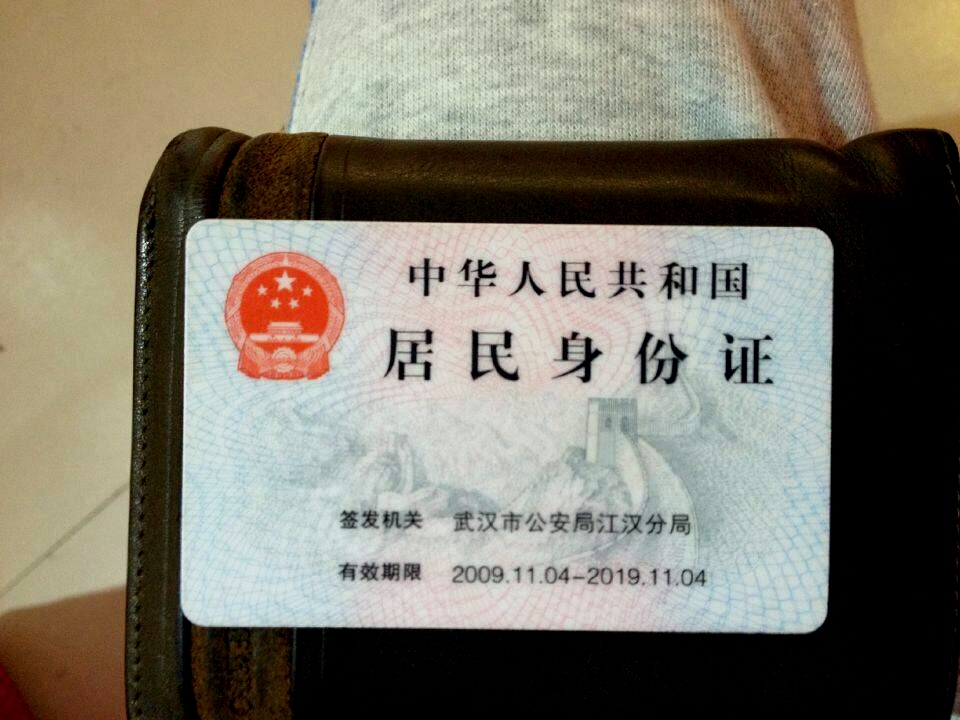 中华人民共和国
居民身份证
签发机关 武汉市公安局江汉分局
有效期限 2009.11.04-2019.11.04